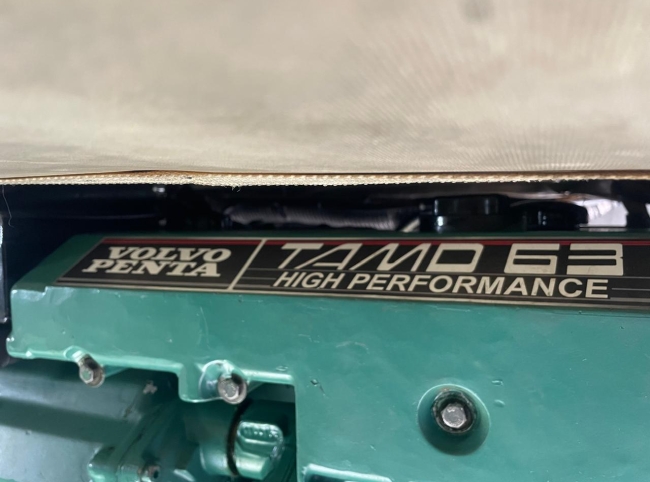 VOLVO
PENTA
TAMD 63
HIGH PERFORMANCE